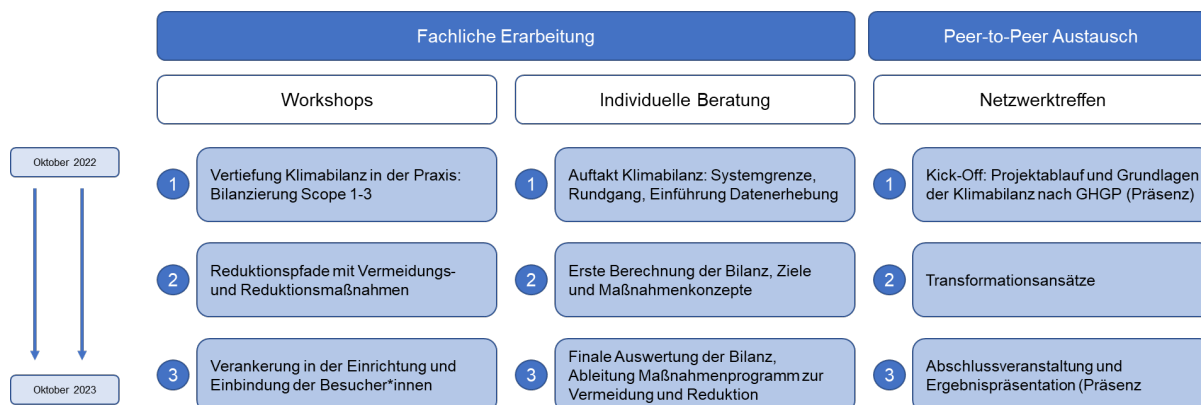 Fachliche Erarbeitung
Peer-to-Peer Austausch
Workshops
Individuelle Beratung
Netzwerktreffen
Oktober 2022
1
Vertiefung Klimabilanz in der Praxis:
Bilanzierung Scope 1-3
1
Auftakt Klimabilanz: Systemgrenze,
Rundgang, Einführung Datenerhebung
1
Kick-Off: Projektablauf und Grundlagen
der Klimabilanz nach GHGP (Präsenz)
2
Reduktionspfade mit Vermeidungs-
und Reduktionsmaßnahmen
2
Erste Berechnung der Bilanz, Ziele
und Maßnahmenkonzepte
2
Transformationsansätze
Oktober 2023
3
Verankerung in der Einrichtung und
Einbindung der Besucher*innen
3
Finale Auswertung der Bilanz,
Ableitung Maßnahmenprogramm zur
Vermeidung und Reduktion
3
Abschlussveranstaltung und
Ergebnispräsentation (Präsenz